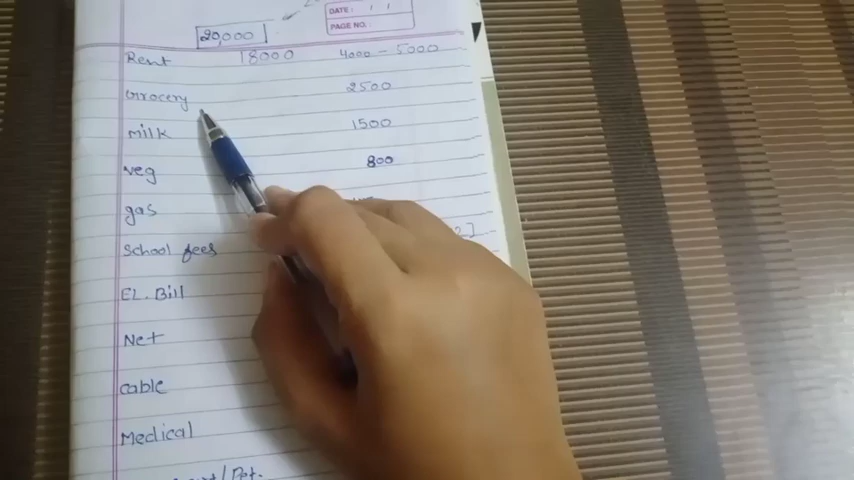 DATE: / /
PAGE NO.:
20,000
Rent 18000 4000 - 5000
Grocery 2500
milk 1500
veg 800
gas
School fees
EL. Bill
Net
cable
Medical